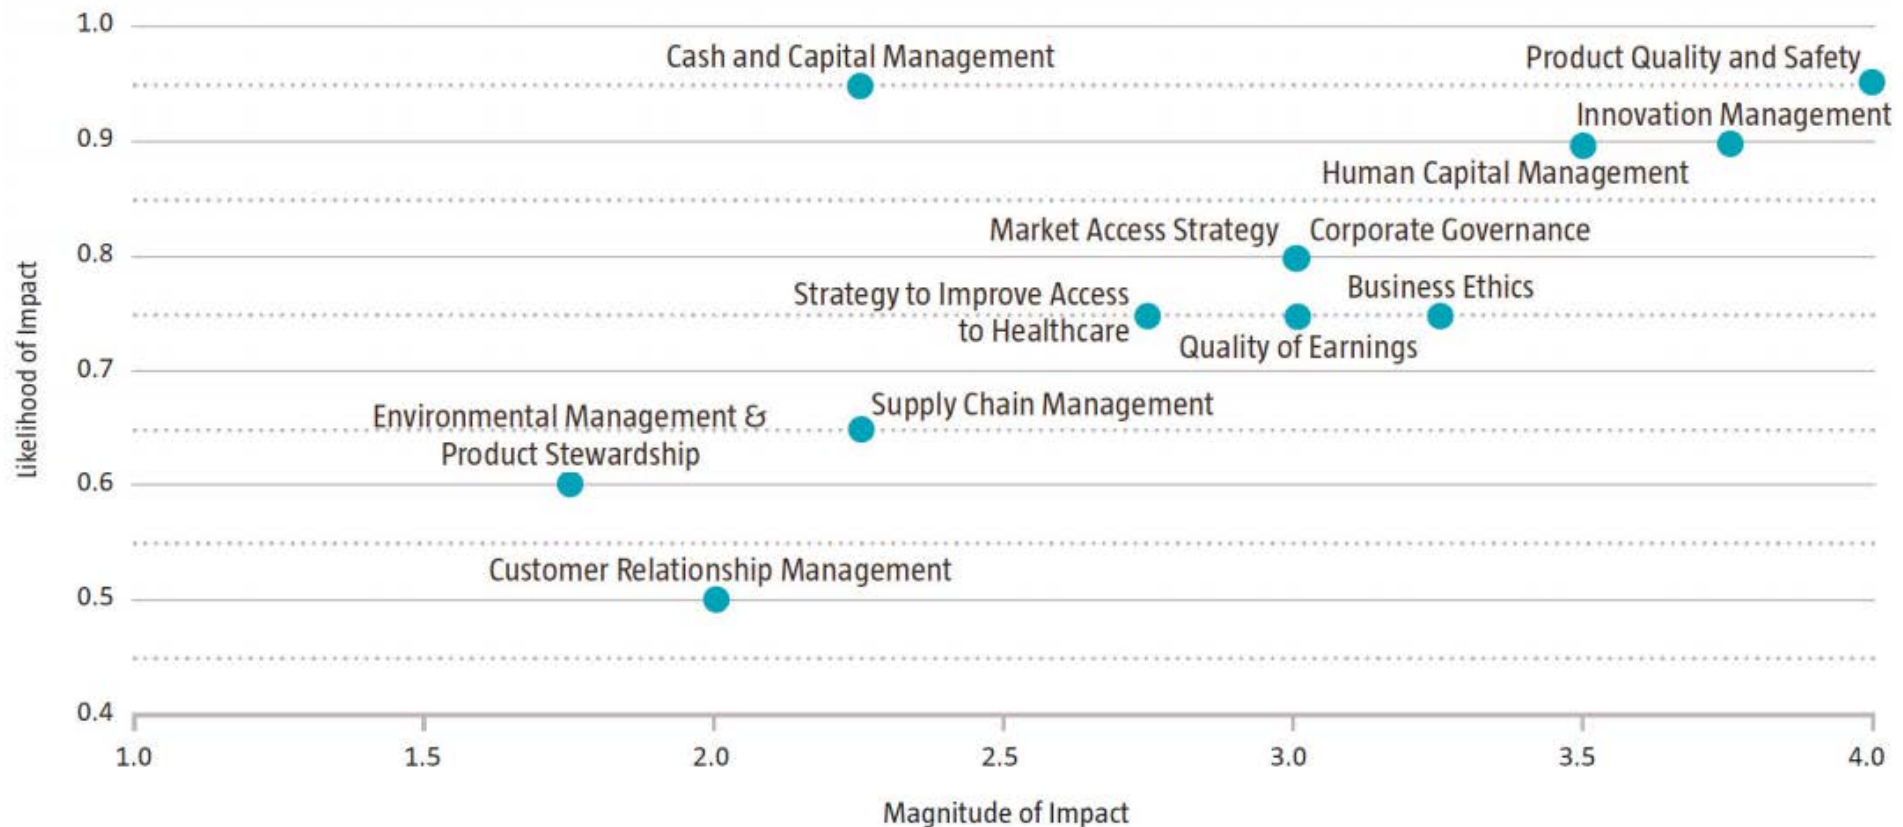 1.0
Cash and Capital Management
Product Quality and Safety
Innovation Management
0.9
Human Capital Management
Market Access Strategy
Corporate Governance
0.8
Business Ethics
Strategy to Improve Access
to Healthcare
Quality of Earnings
0.7
Supply Chain Management
Environmental Management &
Product Stewardship
0.6
Customer Relationship Management
0.5
0.4
Likelihood of Impact
1.0
1.5
2.0
2.5
3.0
3.5
4.0
Magnitude of Impact